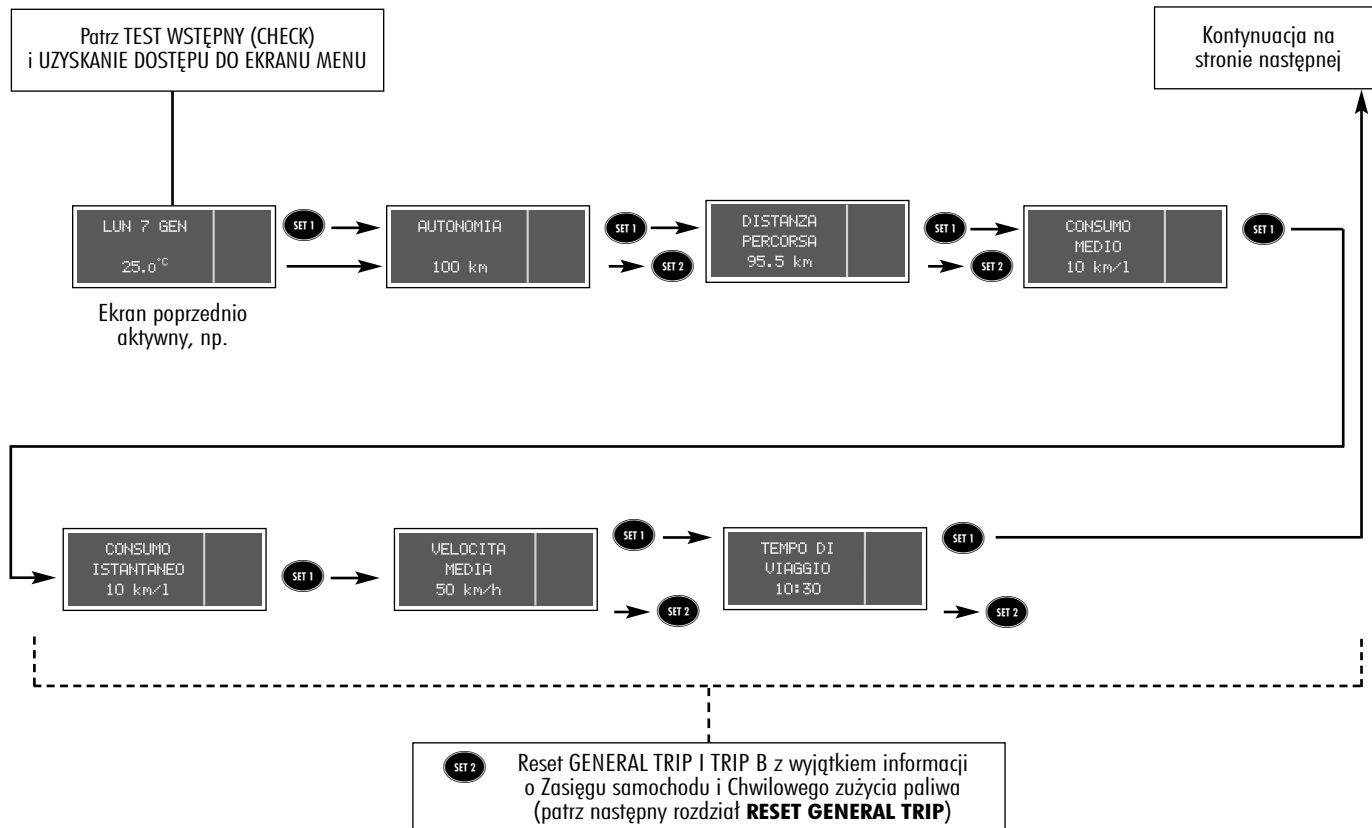 Patrz TEST WSTĘPNY (CHECK)
i UZYSKANIE DOSTĘPU DO EKRANU MENU
Kontynuacja na
stronie następnej
LUN 7 GEN
25.0°C
SET 1
AUTONOMIA
100 km
SET 1
SET 2
DISTANZA
PERCORSA
95.5 km
SET 1
SET 2
CONSUMO
MEDIO
10 km/l
SET 1
Ekran poprzednio
aktywny, np.
CONSUMO
ISTANTANEO
10 km/l
SET 1
VELOCITA
MEDIA
50 km/h
SET 1
SET 2
TEMPO DI
VIAGGIO
10:30
SET 1
SET 2
SET 2 Reset GENERAL TRIP I TRIP B z wyjątkiem informacji
o Zasięgu samochodu i Chwilowego zużycia paliwa
(patrz następny rozdział RESET GENERAL TRIP)